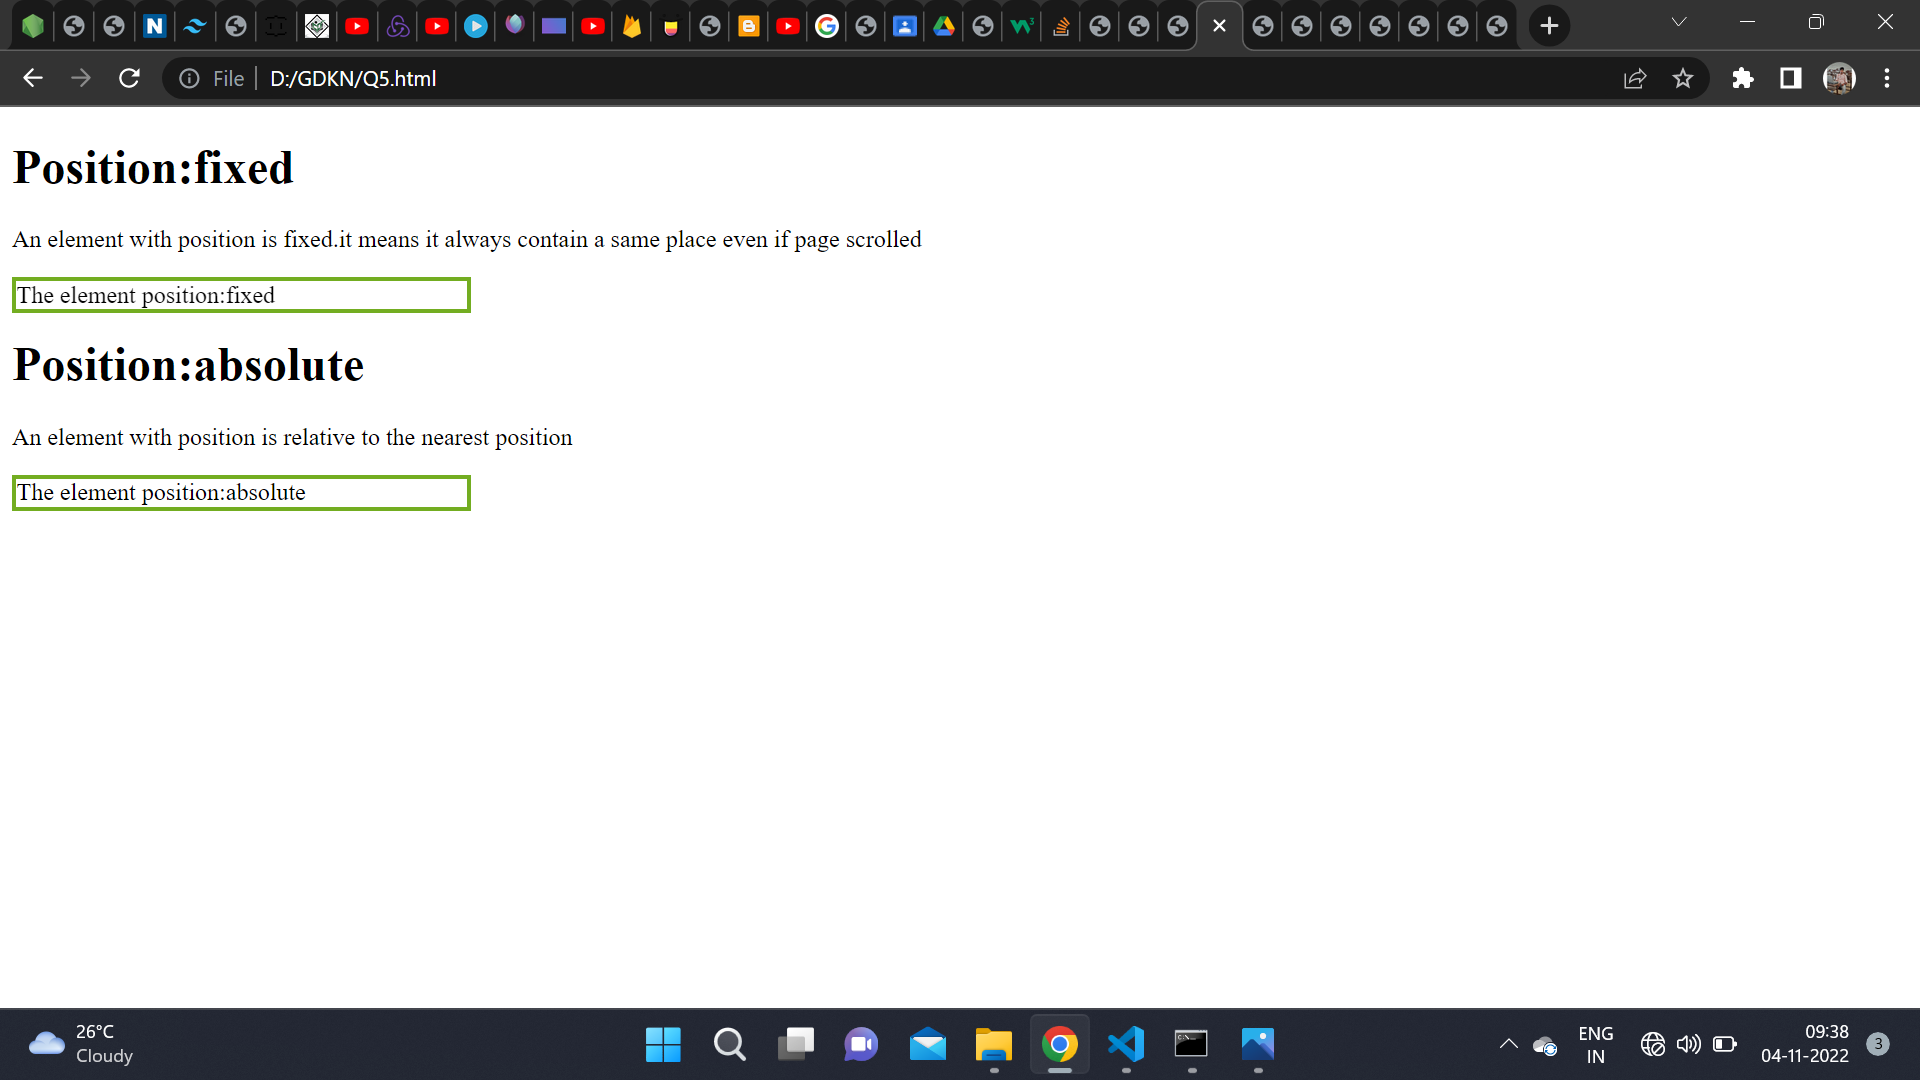 File
D:/GDKN/Q5.html
Position:fixed
An element with position is fixed.it means it always contain a same place even if page scrolled
The element position:fixed
Position:absolute
An element with position is relative to the nearest position
The element position:absolute
26°C
Cloudy
ENG
IN
09:38
04-11-2022
3